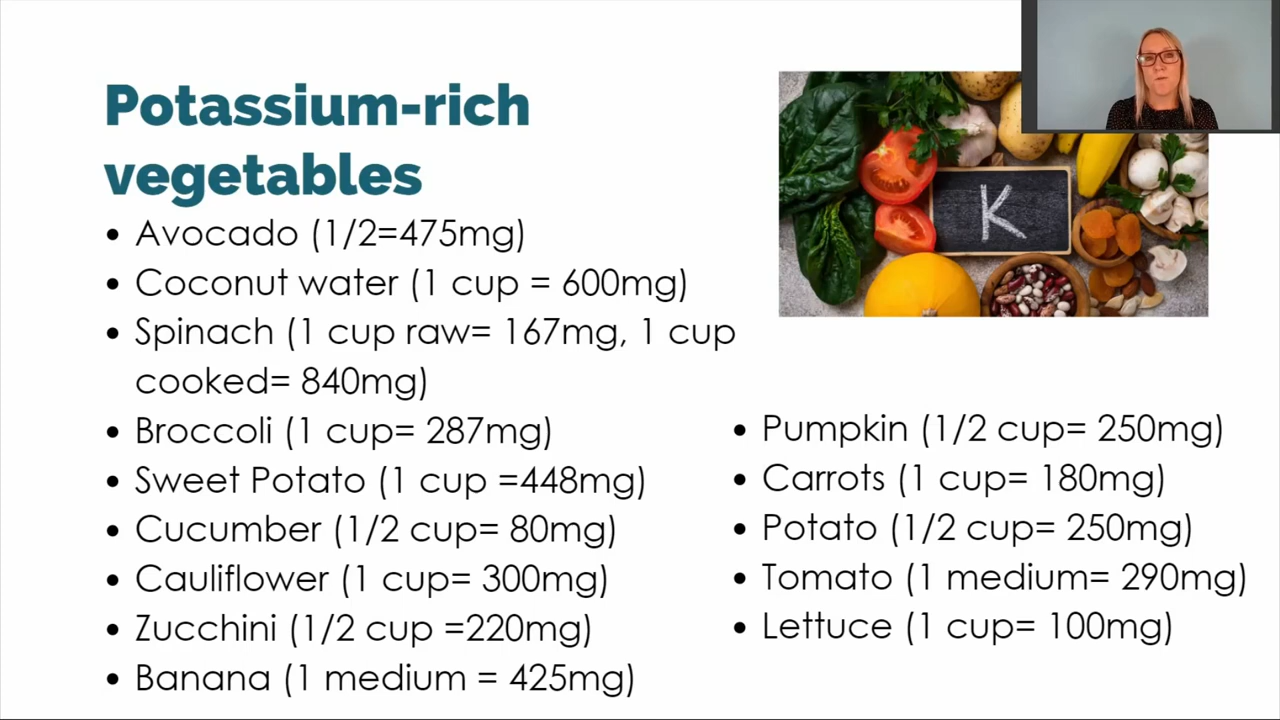 Potassium-rich
vegetables
• Avocado (1/2=475mg)
• Coconut water (1 cup = 600mg)
• Spinach (1 cup raw= 167mg, 1 cup
cooked= 840mg)
• Broccoli (1 cup= 287mg)
• Sweet Potato (1 cup =448mg)
• Cucumber (1/2 cup= 80mg)
• Cauliflower (1 cup= 300mg)
• Zucchini (1/2 cup =220mg)
• Banana (1 medium = 425mg)
K
• Pumpkin (1/2 cup= 250mg)
• Carrots (1 cup= 180mg)
• Potato (1/2 cup= 250mg)
• Tomato (1 medium= 290mg)
• Lettuce (1 cup= 100mg)